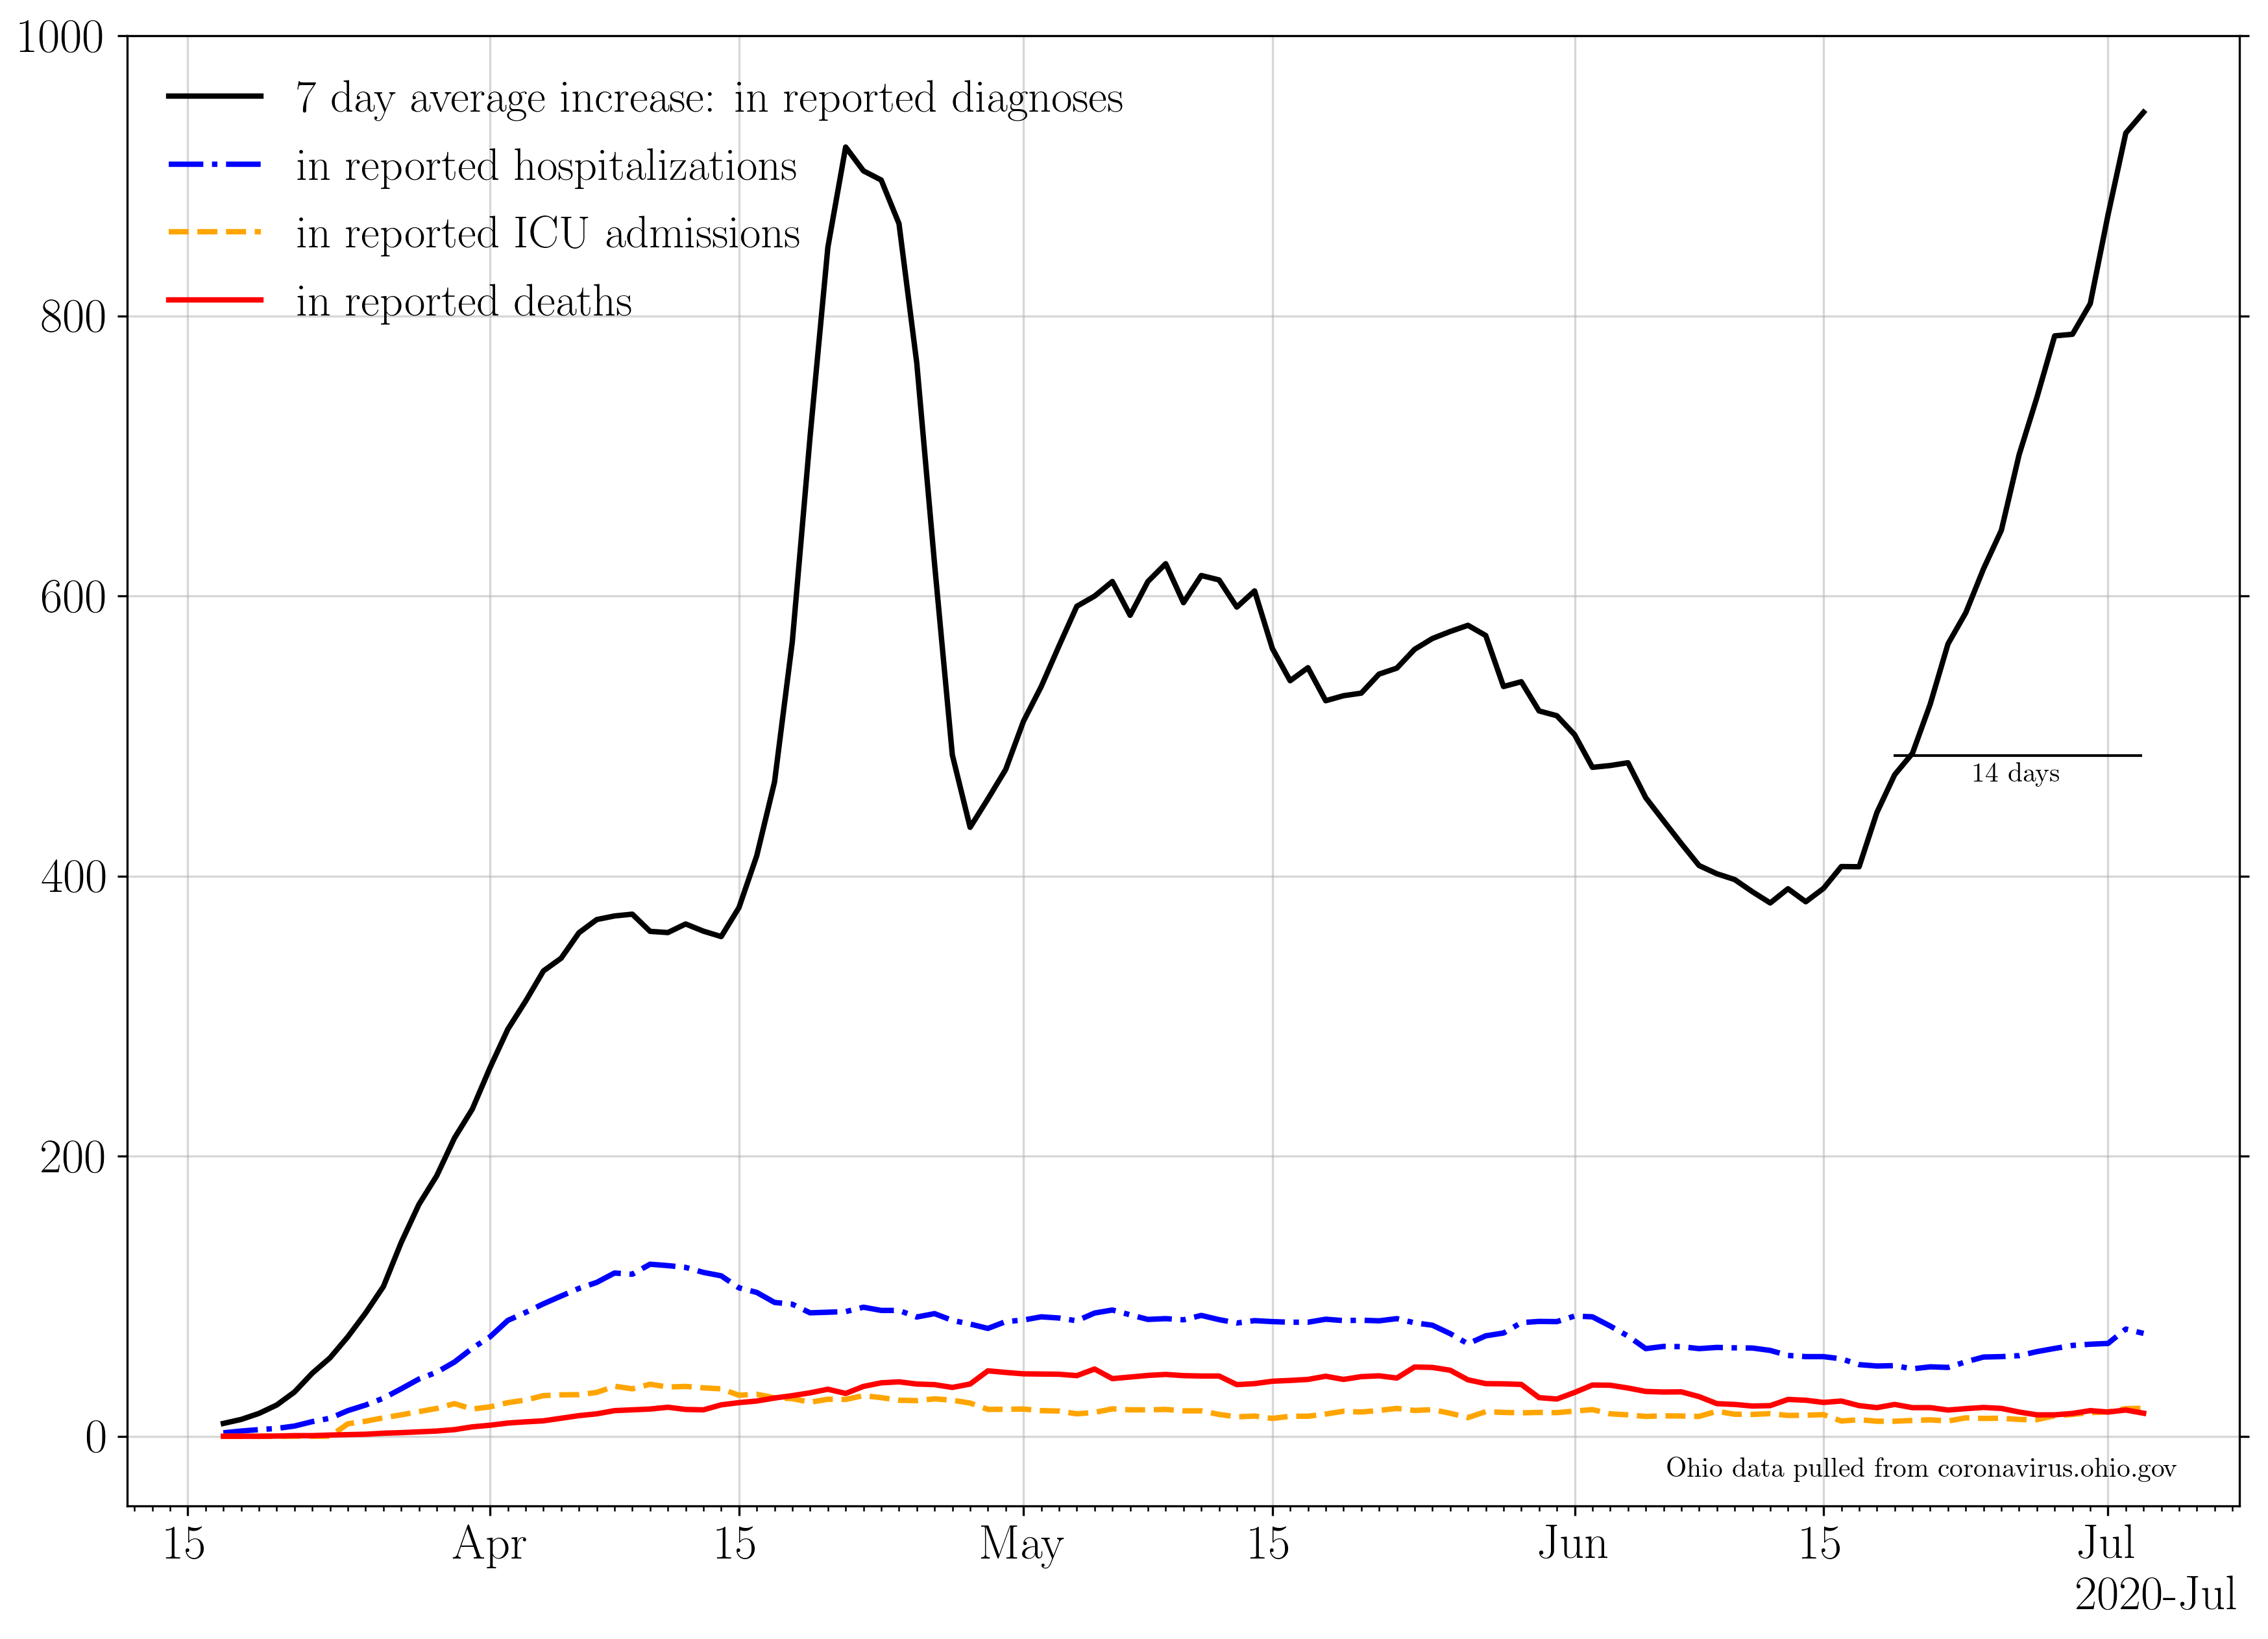 1000
7 day average increase: in reported diagnoses
in reported hospitalizations
in reported ICU admissions
in reported deaths
800
600
14 days
400
200
0
Ohio data pulled from coronavirus.ohio.gov
15 Apr 15 May 15 Jun 15 Jul
2020-Jul